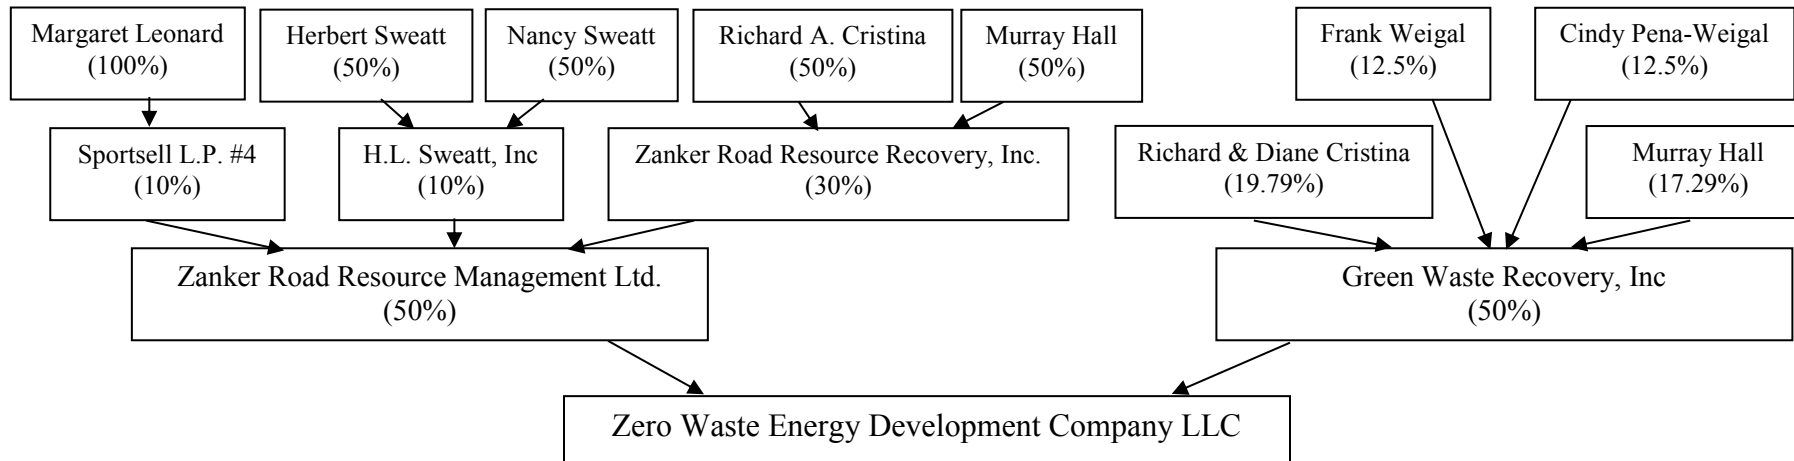 Margaret Leonard
(100%)
Herbert Sweatt
(50%)
Nancy Sweatt
(50%)
Richard A. Cristina
(50%)
Murray Hall
(50%)
Frank Weigal
(12.5%)
Cindy Pena-Weigal
(12.5%)
Sportsell L.P. #4
(10%)
H.L. Sweatt, Inc
(10%)
Zanker Road Resource Recovery, Inc.
(30%)
Richard & Diane Cristina
(19.79%)
Murray Hall
(17.29%)
Zanker Road Resource Management Ltd.
(50%)
Green Waste Recovery, Inc
(50%)
Zero Waste Energy Development Company LLC